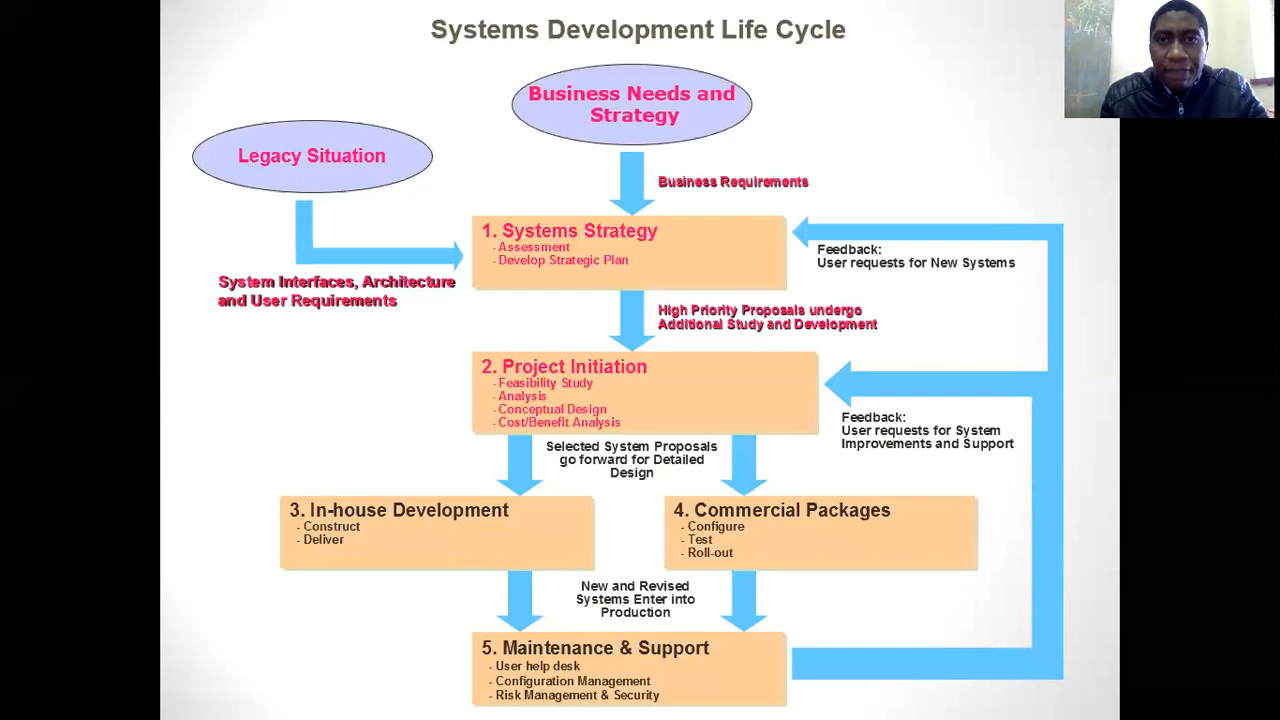 Systems Development Life Cycle
Business Needs and
Strategy
Legacy Situation
Business Requirements
1. Systems Strategy
- Assessment
- Develop Strategic Plan
Feedback:
User requests for New Systems
System Interfaces, Architecture
and User Requirements
High Priority Proposals undergo
Additional Study and Development
2. Project Initiation
- Feasibility Study
- Analysis
- Conceptual Design
- Cost/Benefit Analysis
Feedback:
User requests for System
Improvements and Support
Selected System Proposals
go forward for Detailed
Design
3. In-house Development
- Construct
- Deliver
4. Commercial Packages
- Configure
- Test
- Roll-out
New and Revised
Systems Enter into
Production
5. Maintenance & Support
- User help desk
- Configuration Management
- Risk Management & Security